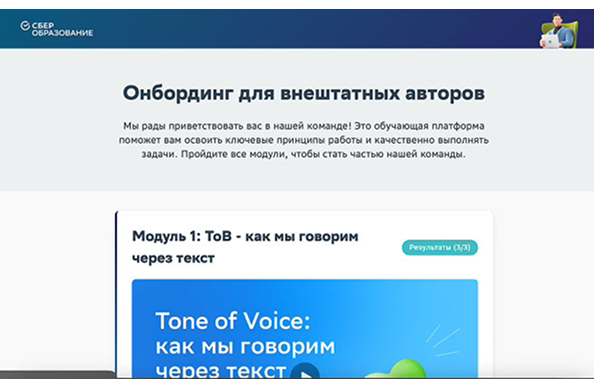 СБЕР
ОБРАЗОВАНИЕ
Онбординг для внештатных авторов
Мы рады приветствовать вас в нашей команде! Это обучающая платформа
поможет вам освоить ключевые принципы работы и качественно выполнять
задачи. Пройдите все модули, чтобы стать частью нашей команды.
Модуль 1: ToB - как мы говорим
через текст
Результаты (3/3)
Tone of Voice:
как мы говорим
через текст